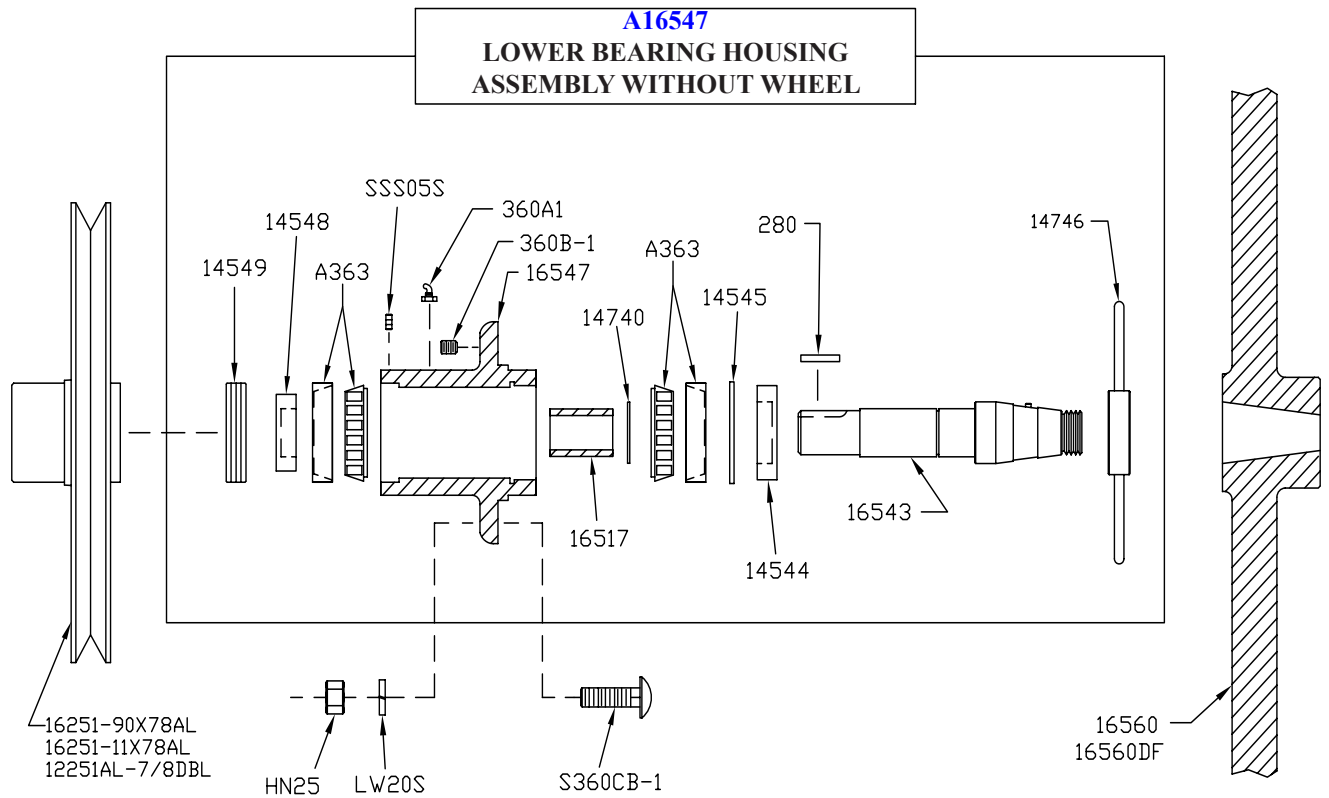 A16547
LOWER BEARING HOUSING
ASSEMBLY WITHOUT WHEEL
SSS05S
360A1
14548
360B-1
280
14746
14549
A363
16547
A363
14545
14740
16517
16543
14544
16251-90X78AL
16251-11X78AL
12251AL-7/8DBL
HN25
LW20S
S360CB-1
16560
16560DF